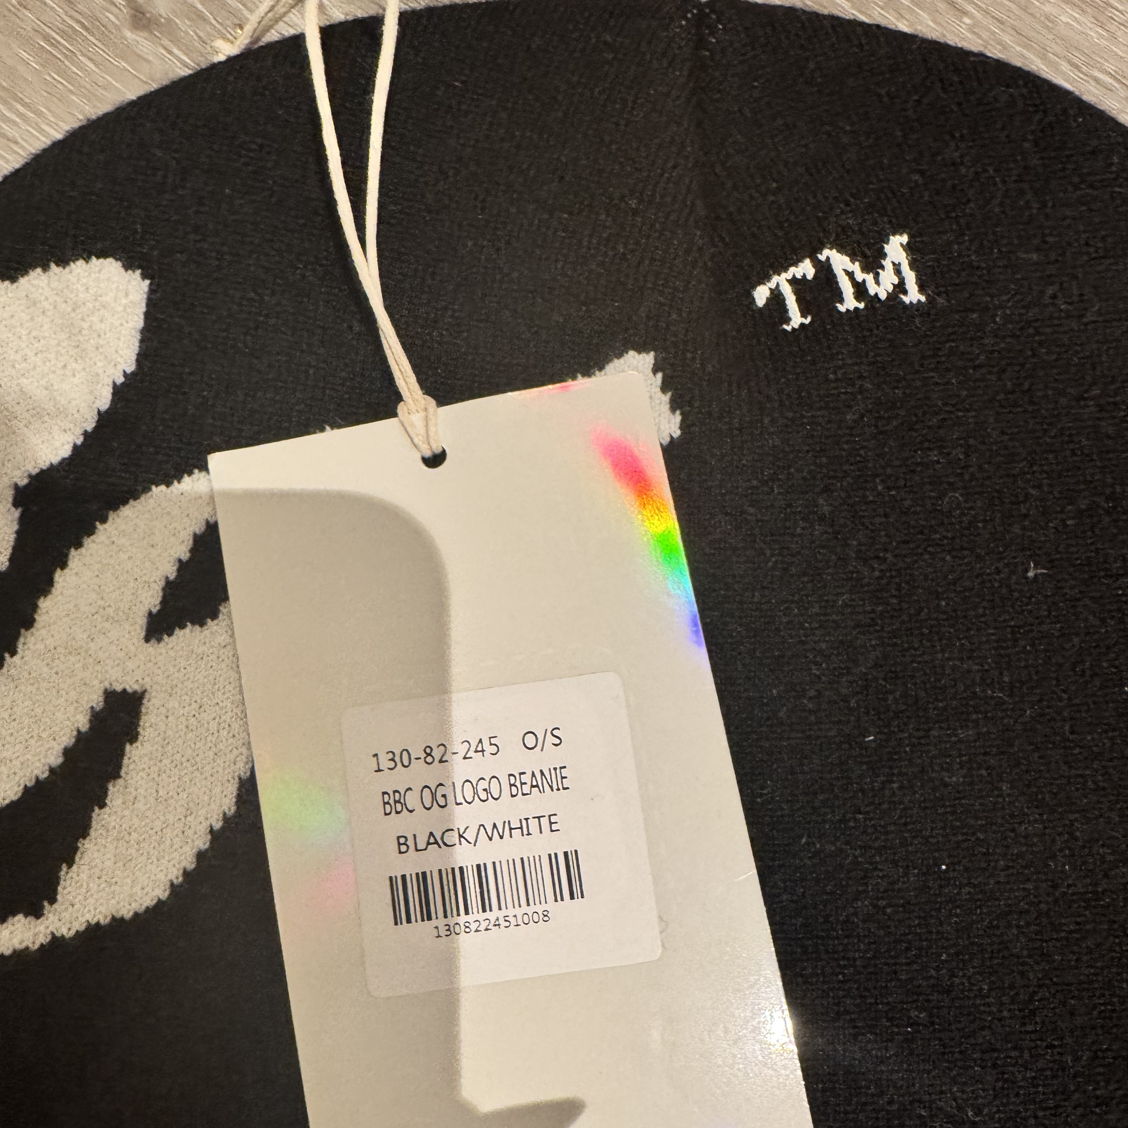 TM
130-82-245 O/S
BBC OG LOGO BEANIE
BLACK/WHITE
130822451008